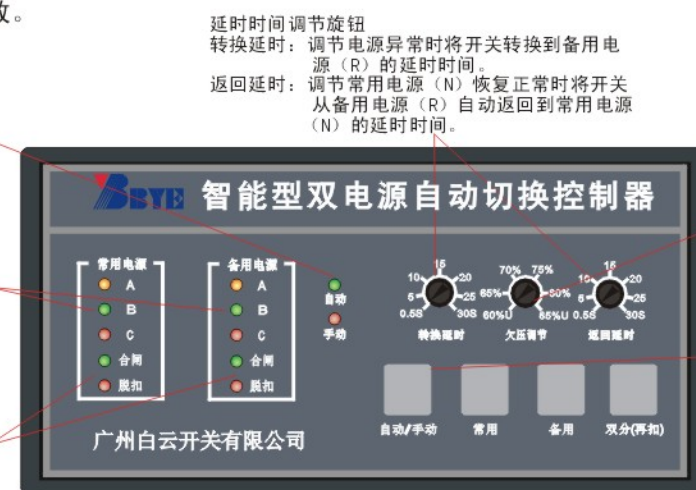 数。
延时时间调节旋钮
转换延时：调节电源异常时将开关转换到备用电
源（R）的延时时间。
返回延时：调节常用电源（N）恢复正常时将开关
从备用电源（R）自动返回到常用电源
（N）的延时时间。
BYE 智能型双电源自动切换控制器
常用电源
A
B
C
合闸
脱扣
备用电源
A
B
C
合闸
脱扣
自动
手动
0.5S 5 10 15 20 25 30S
转换延时
60%U 65% 70% 75% 80% 85%U
欠压调节
0.5S 5 10 15 20 25 30S
返回延时
自动/手动 常用 备用 双分(再扣)
广州白云开关有限公司